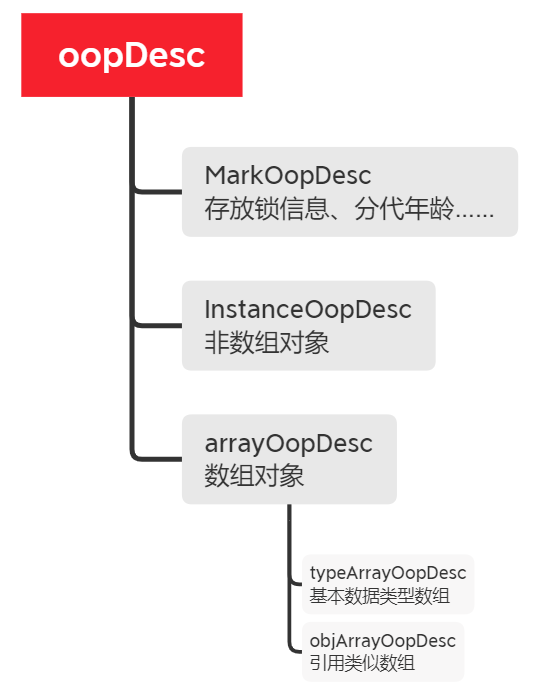 oopDesc
MarkOopDesc
存放锁信息、分代年龄……
InstanceOopDesc
非数组对象
arrayOopDesc
数组对象
typeArrayOopDesc
基本数据类型数组
objArrayOopDesc
引用类似数组